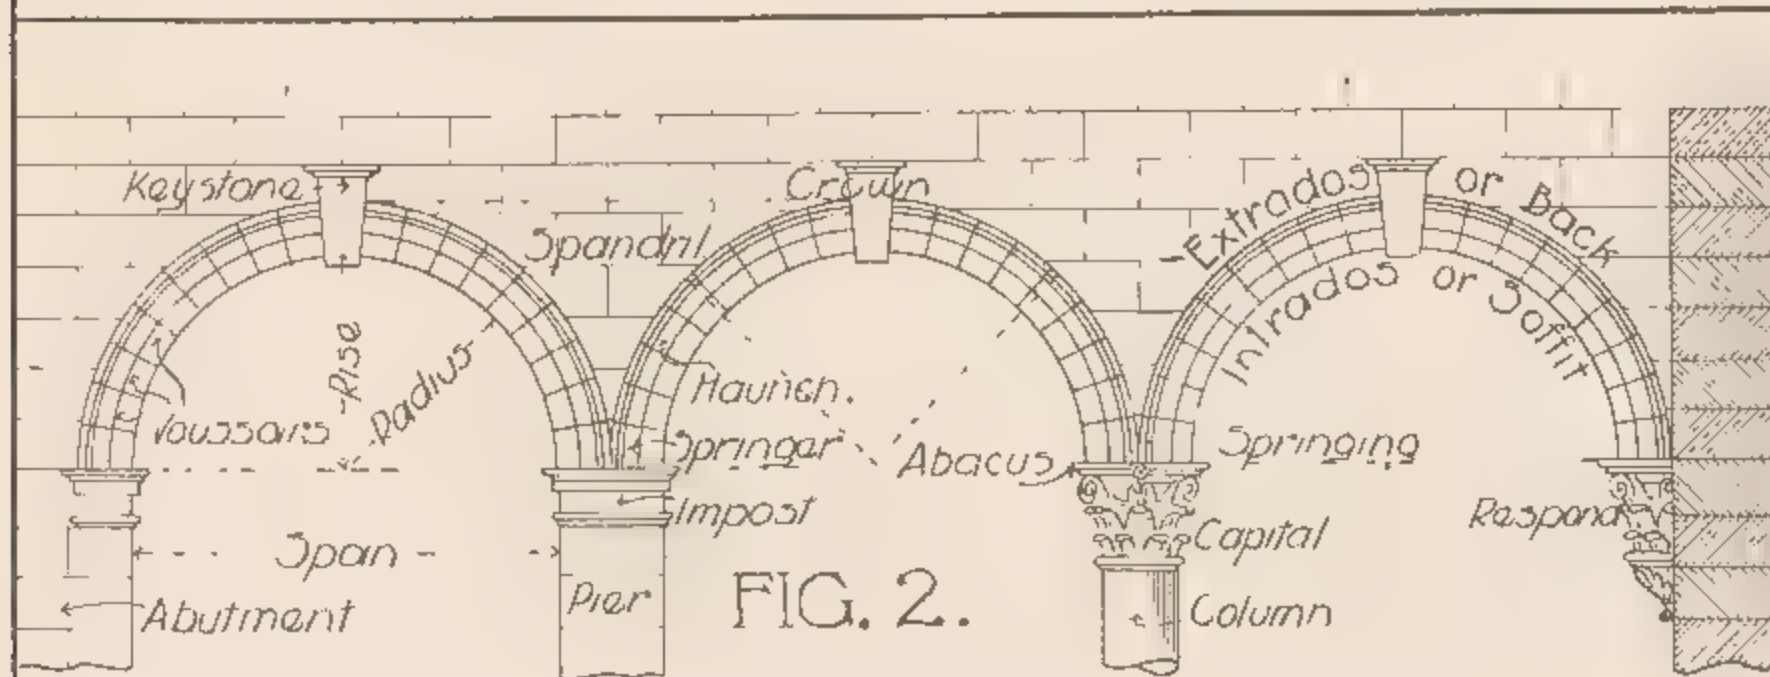 Keystone
Crown
Extrados or Back
Spandril
Intrados or Soffit
Rise
Radius
Haunch.
Voussoirs
Springer
Abacus
Springing
Impost
Respond
Capital
Span
Abutment
Pier
FIG. 2.
Column